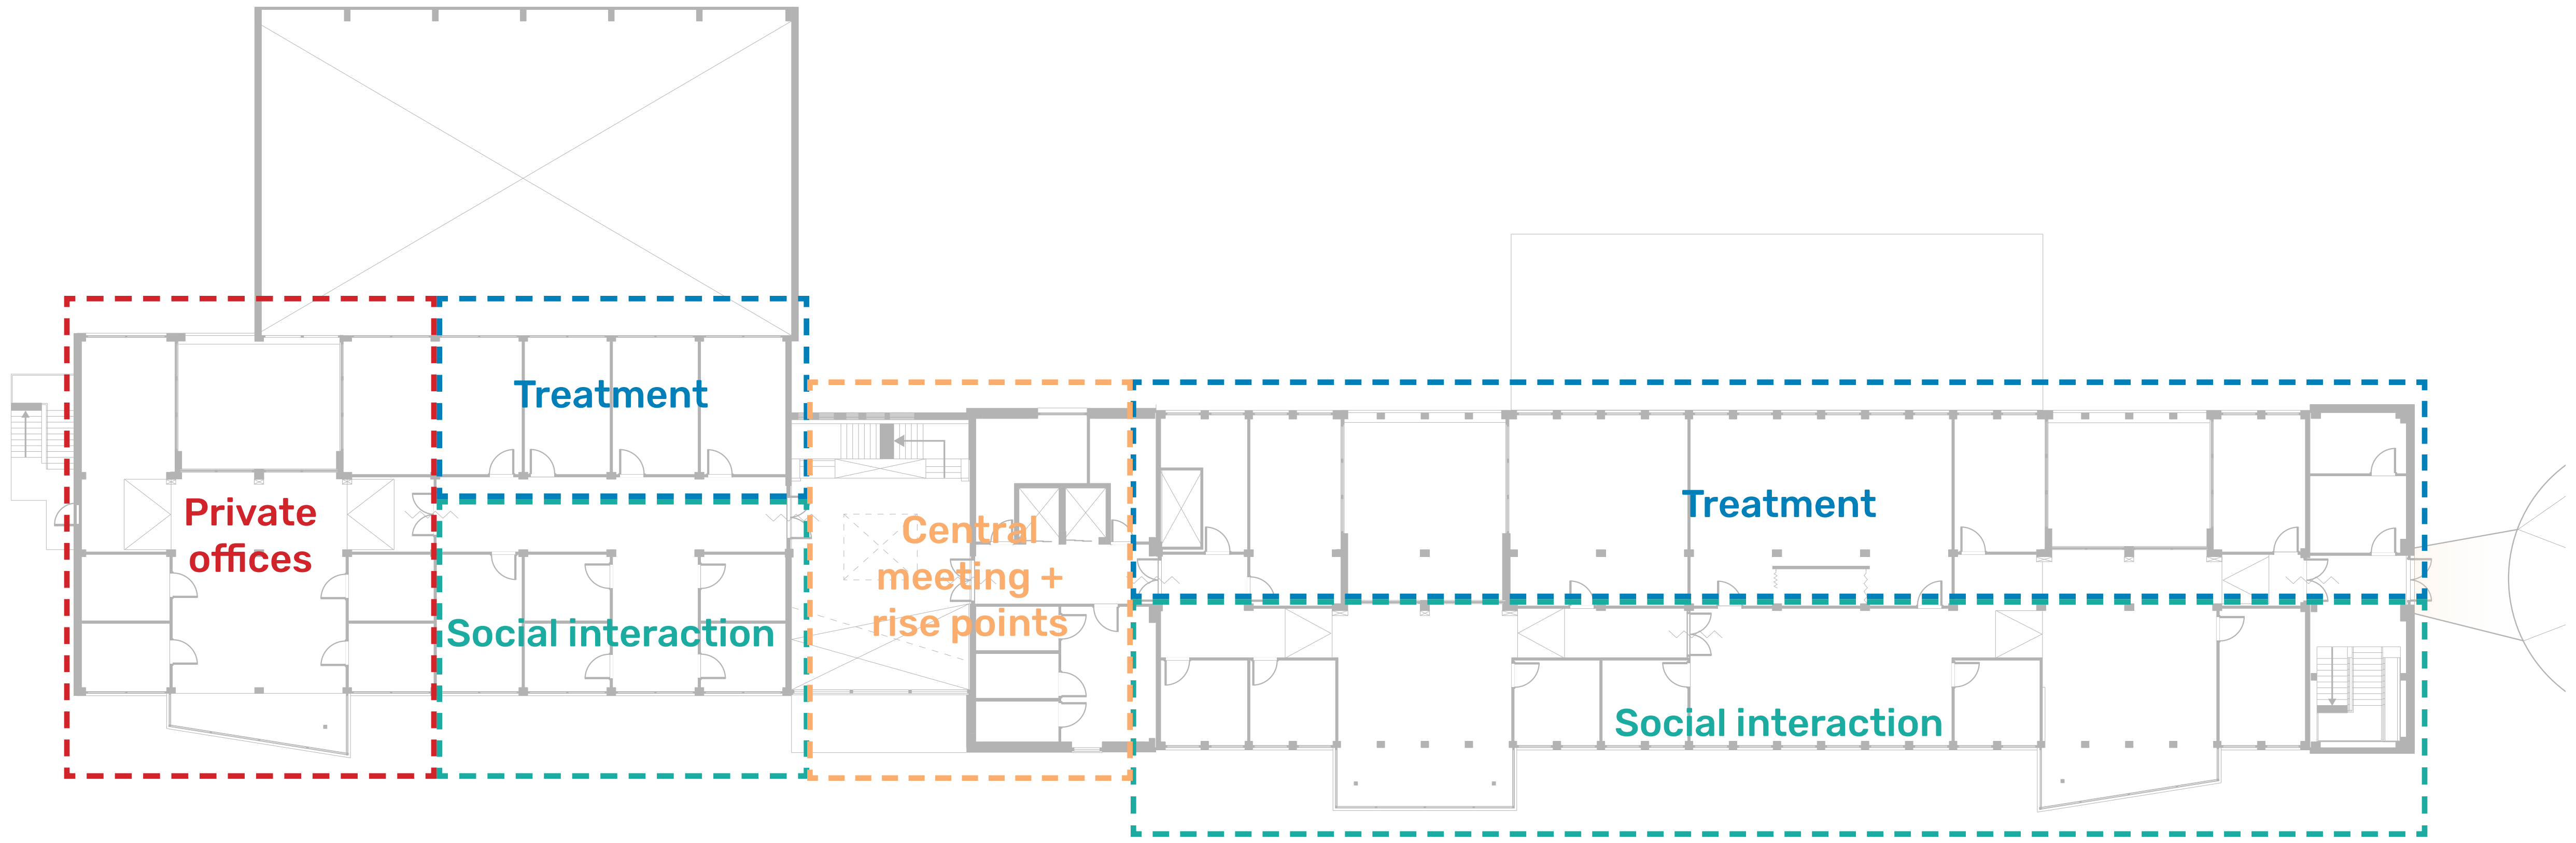 Treatment
Private
offices
Social interaction
Central
meeting +
rise points
Treatment
Social interaction